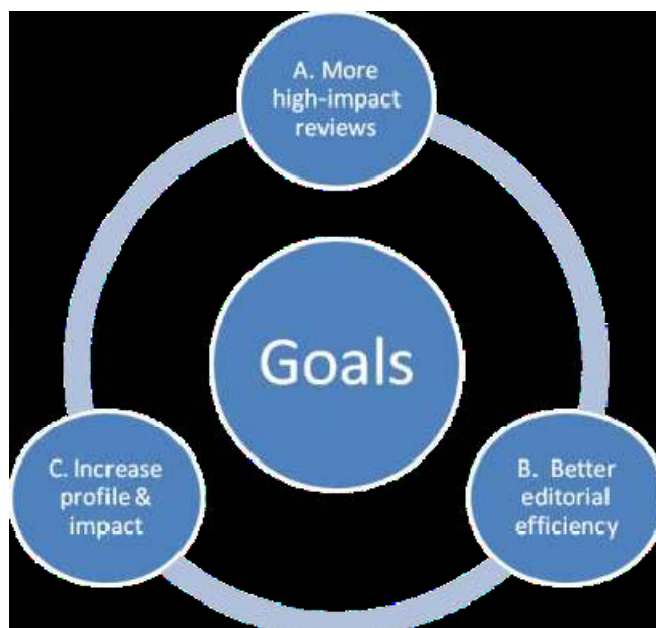 A. More
high-impact
reviews
Goals
C. Increase
profile &
impact
B. Better
editorial
efficiency